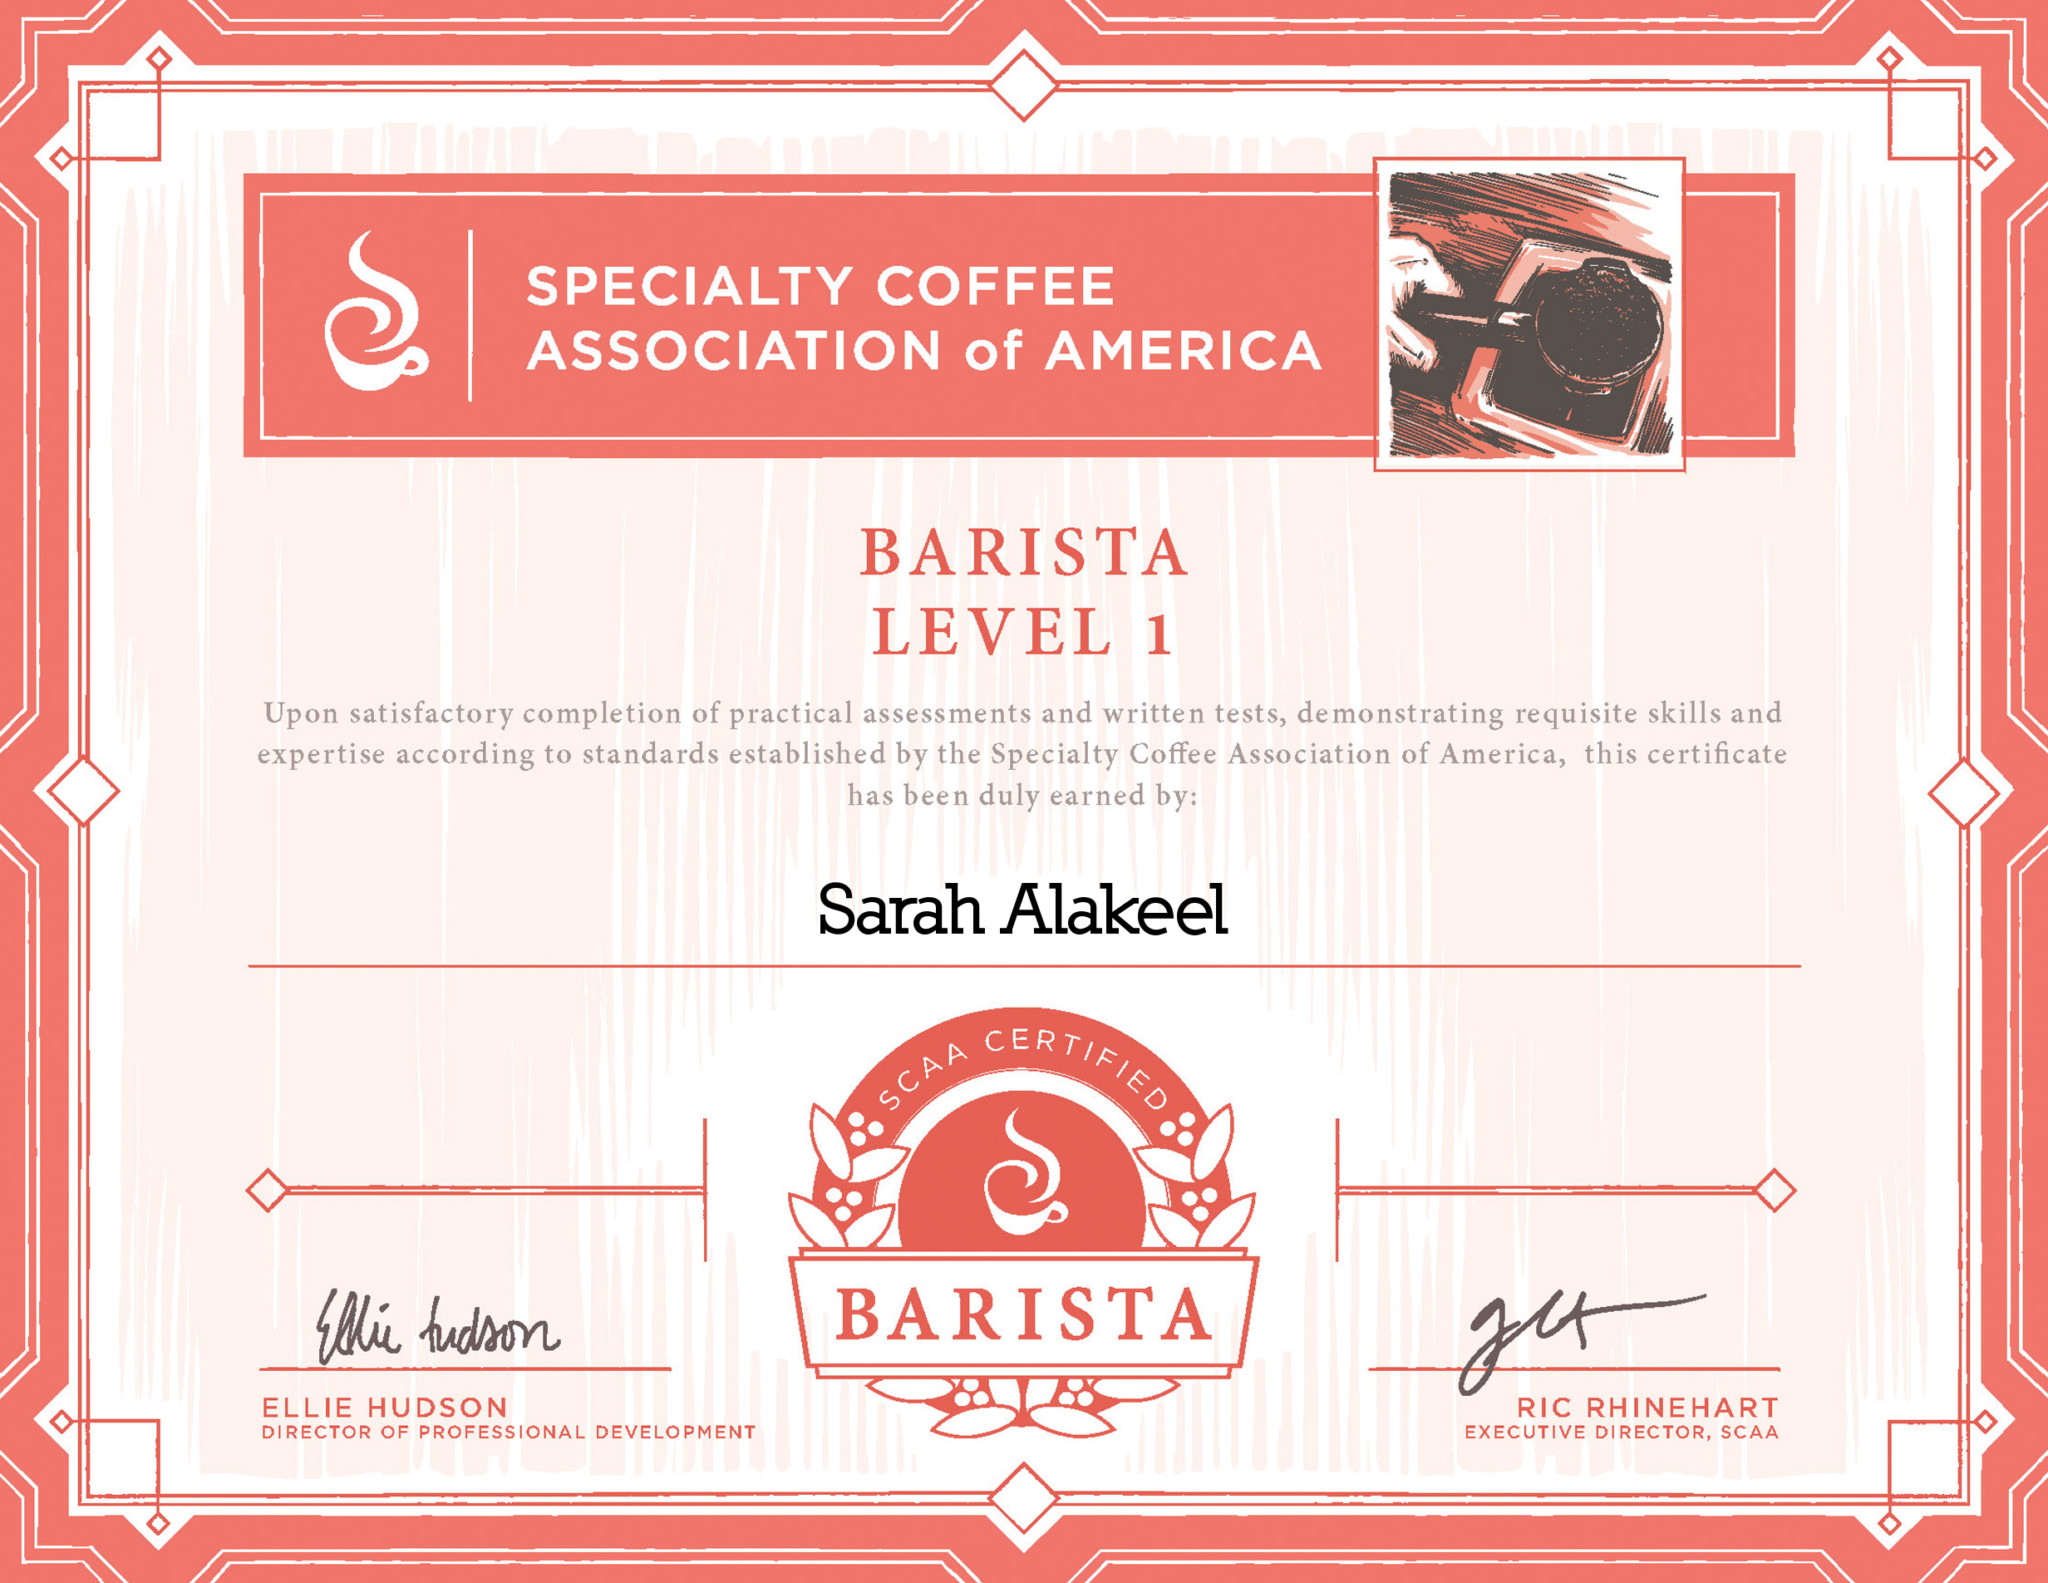 SPECIALTY COFFEE
ASSOCIATION of AMERICA
BARISTA
LEVEL 1
Upon satisfactory completion of practical assessments and written tests, demonstrating requisite skills and
expertise according to standards established by the Specialty Coffee Association of America, this certificate
has been duly earned by:
Sarah Alakeel
SCAA CERTIFIED
BARISTA
Ellie Hudson
ELLIE HUDSON
DIRECTOR OF PROFESSIONAL DEVELOPMENT
RIC RHINEHART
EXECUTIVE DIRECTOR, SCAA